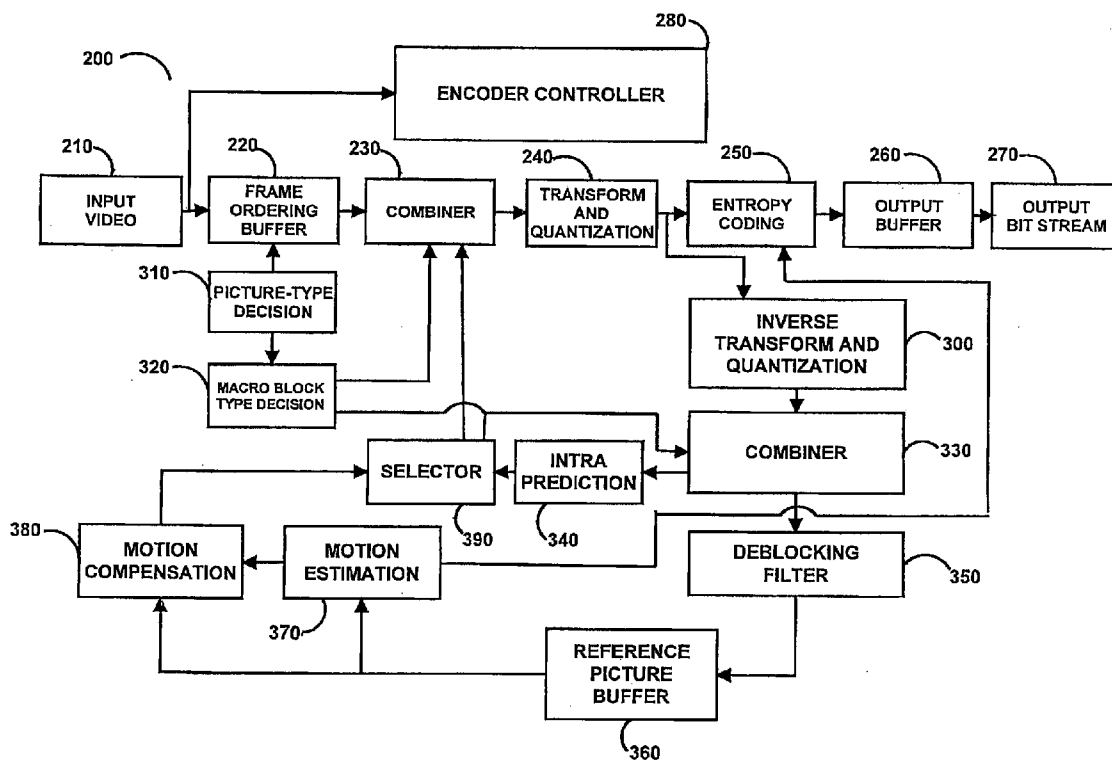 280
200
ENCODER CONTROLLER
210
220
230
240
250
260
270
INPUT
VIDEO
FRAME
ORDERING
BUFFER
COMBINER
TRANSFORM
AND
QUANTIZATION
ENTROPY
CODING
OUTPUT
BUFFER
OUTPUT
BIT STREAM
310
PICTURE-TYPE
DECISION
INVERSE
TRANSFORM AND
QUANTIZATION
300
320
MACRO BLOCK
TYPE DECISION
COMBINER
330
SELECTOR
INTRA
PREDICTION
390
340
380
MOTION
COMPENSATION
MOTION
ESTIMATION
370
DEBLOCKING
FILTER
350
REFERENCE
PICTURE
BUFFER
360